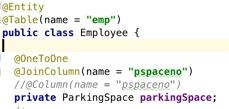 @Entity
@Table(name = "emp")
public class Employee {
@OneToOne
@JoinColumn(name = "pspaceno")
//@Column(name = "pspaceno")
private ParkingSpace parkingSpace;